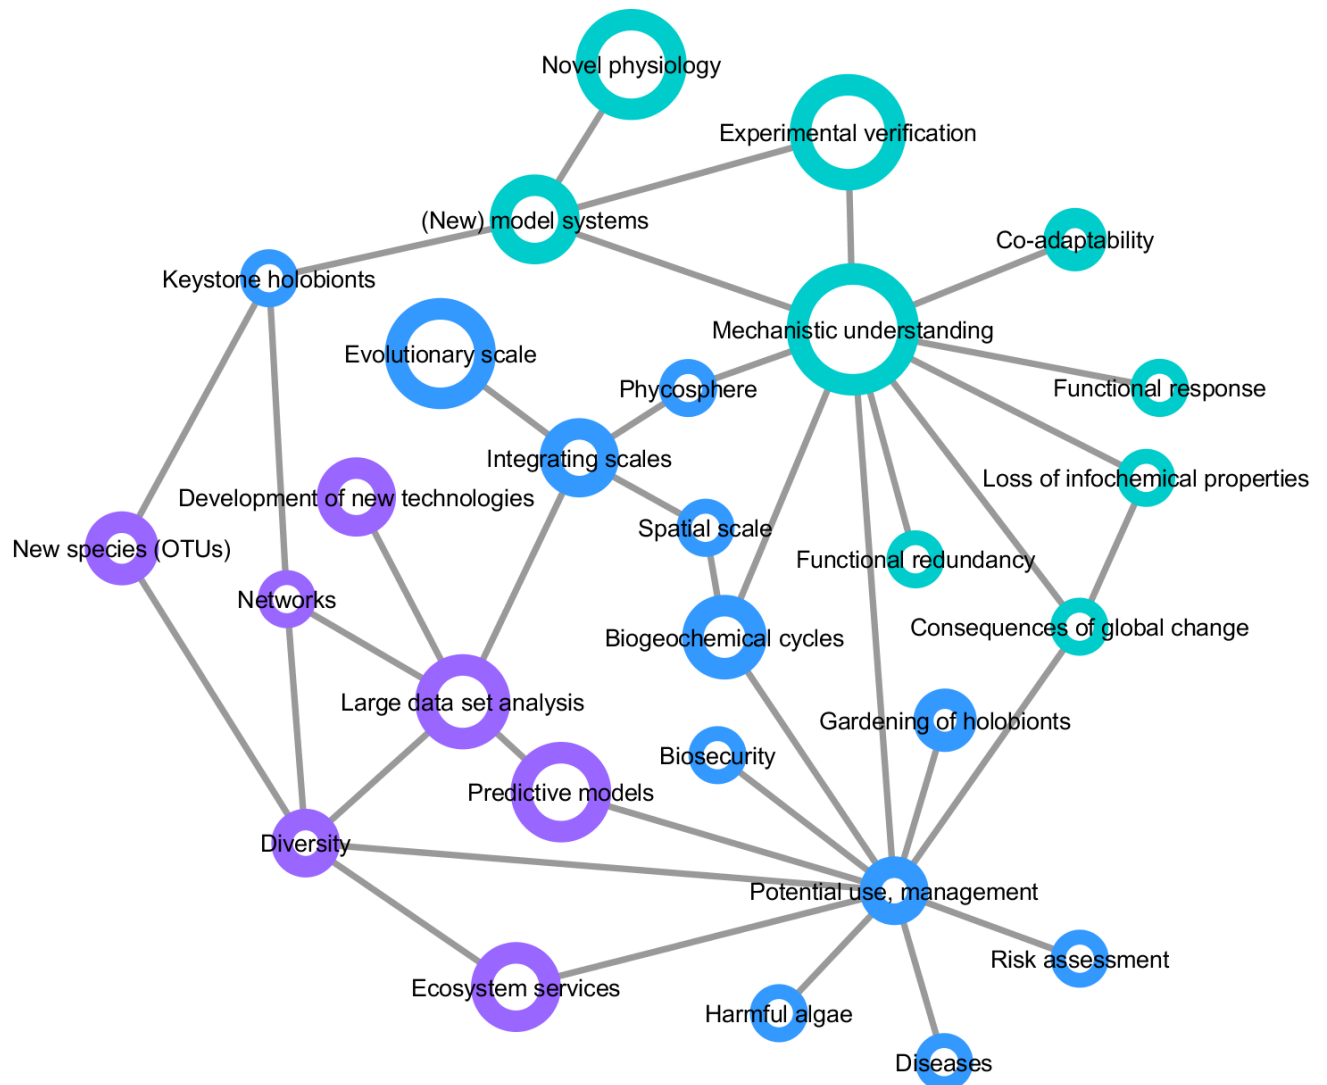 Novel physiology
Experimental verification
(New) model systems
Co-adaptability
Keystone holobionts
Mechanistic understanding
Evolutionary scale
Phycosphere
Functional response
Integrating scales
Loss of infochemical properties
Development of new technologies
Spatial scale
New species (OTUs)
Functional redundancy
Networks
Consequences of global change
Biogeochemical cycles
Large data set analysis
Gardening of holobionts
Biosecurity
Predictive models
Diversity
Potential use, management
Risk assessment
Ecosystem services
Harmful algae
Diseases